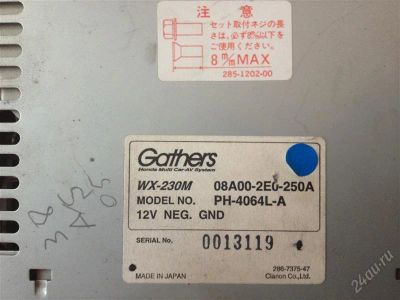 注意
セット取付ネジの長
さは、必ず8㍉以下を
ご使用ください。
8 m/m MAX
285-1202-00
Gathers
Honda Multi Car-AV System
WX-230M 08A00-2E0-250A
MODEL NO. PH-4064L-A
12V NEG. GND
SERIAL No. 0013119
286-7375-47
MADE IN JAPAN Clarion Co.,Ltd.
24au.ru